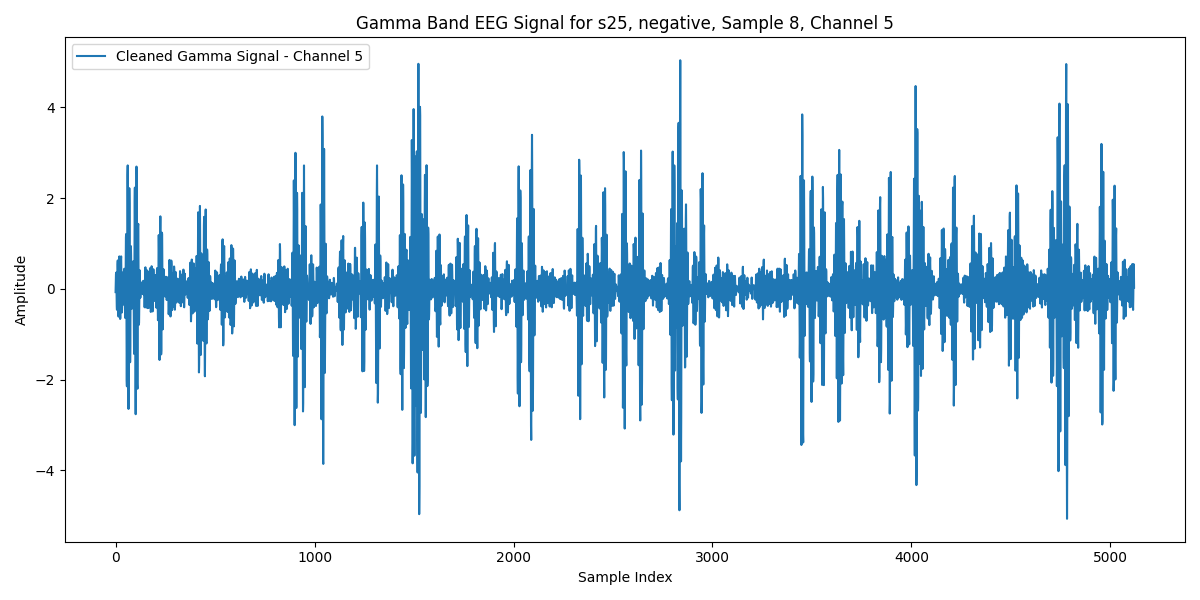 Gamma Band EEG Signal for s25, negative, Sample 8, Channel 5
Cleaned Gamma Signal - Channel 5
Amplitude
4
2
0
−2
−4
0 1000 2000 3000 4000 5000
Sample Index